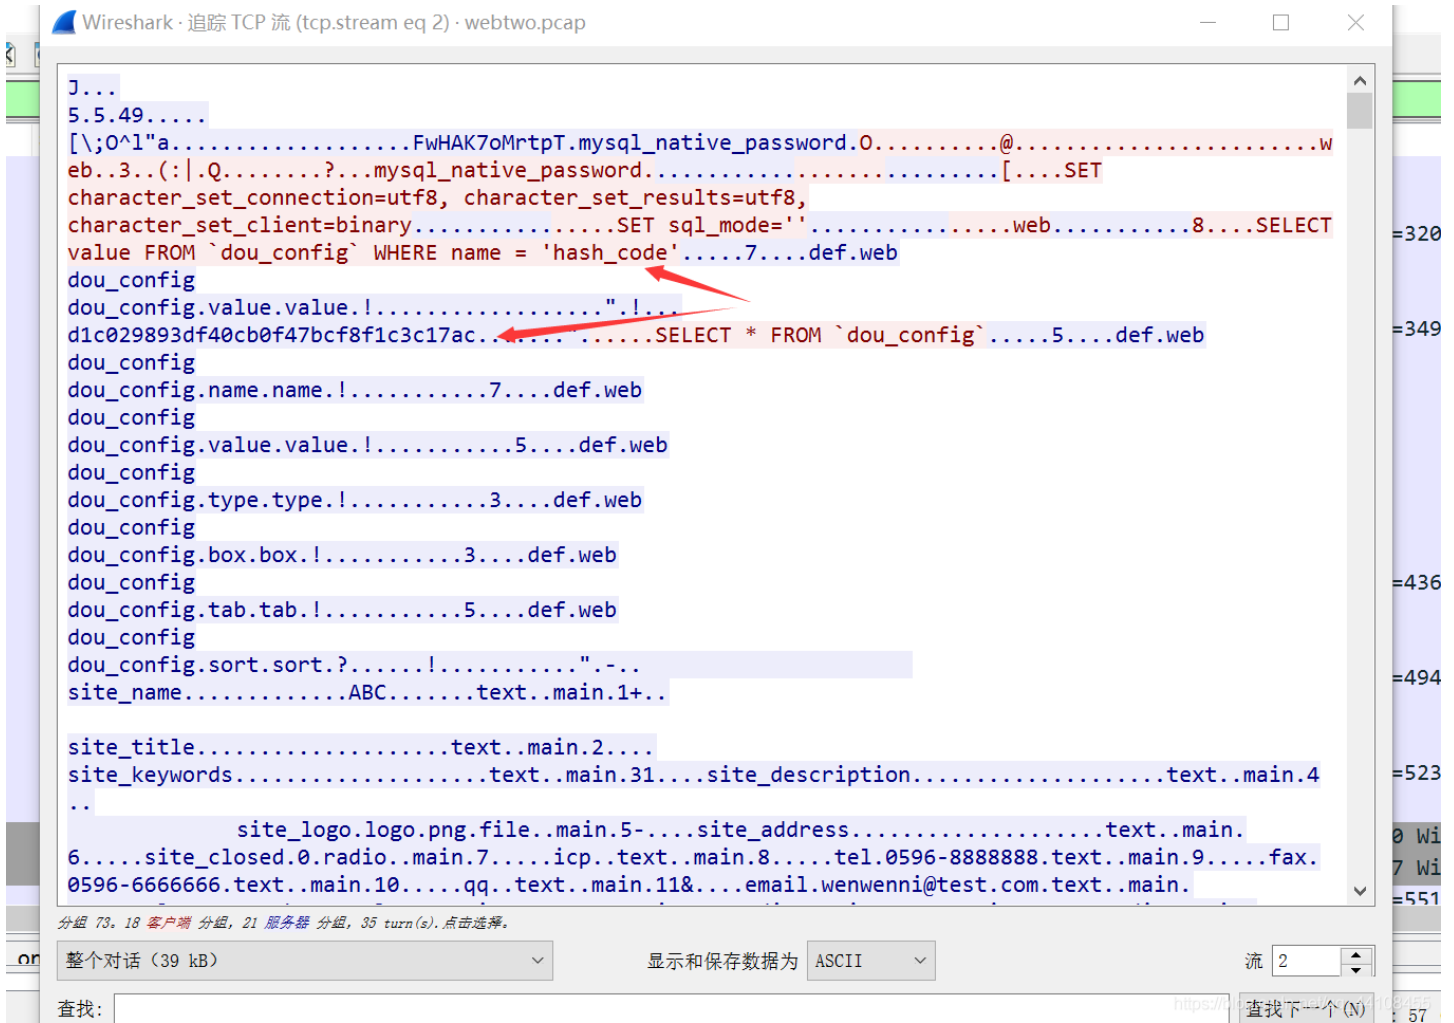 Wireshark · 追踪 TCP 流 (tcp.stream eq 2) · webtwo.pcap
J...
5.5.49.....
[\;O^l"a...................FwHAK7oMrtpT.mysql_native_password.O..........@........................w
eb..3..(:|.Q........?...mysql_native_password...........................[....SET
character_set_connection=utf8, character_set_results=utf8,
character_set_client=binary................SET sql_mode=''................web...........8....SELECT
value FROM `dou_config` WHERE name = 'hash_code'.....7....def.web
dou_config
dou_config.value.value.!..................".!...
d1c029893df40cb0f47bcf8f1c3c17ac......."......SELECT * FROM `dou_config`.....5....def.web
dou_config
dou_config.name.name.!...........7....def.web
dou_config
dou_config.value.value.!...........5....def.web
dou_config
dou_config.type.type.!...........3....def.web
dou_config
dou_config.box.box.!...........3....def.web
dou_config
dou_config.tab.tab.!...........5....def.web
dou_config
dou_config.sort.sort.?......!...........".-..
site_name.............ABC.......text..main.1+..
site_title....................text..main.2....
site_keywords....................text..main.31....site_description....................text..main.4
..
site_logo.logo.png.file..main.5-....site_address....................text..main.
6.....site_closed.0.radio..main.7.....icp..text..main.8.....tel.0596-8888888.text..main.9.....fax.
0596-6666666.text..main.10.....qq..text..main.11&....email.wenwenni@test.com.text..main.
=320
=349
=436
=494
=523
0 Wi
7 Wi
=551
分组 73。18 客户端 分组, 21 服务器 分组, 35 turn(s).点击选择。
on
整个对话 (39 kB)
显示和保存数据为
ASCII
流
2
查找:
查找下一个(N)
: 57